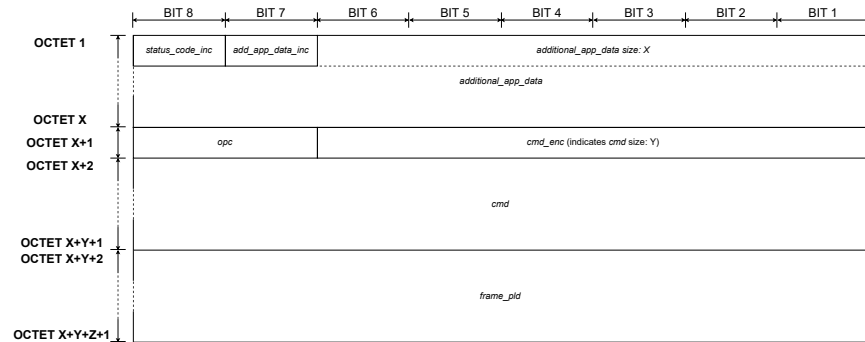 BIT 8 BIT 7 BIT 6 BIT 5 BIT 4 BIT 3 BIT 2 BIT 1
OCTET 1
status_code_inc add_app_data_inc additional_app_data size: X
additional_app_data
OCTET X
OCTET X+1 opc cmd_enc (indicates cmd size: Y)
OCTET X+2
cmd
OCTET X+Y+1
OCTET X+Y+2
frame_pld
OCTET X+Y+Z+1